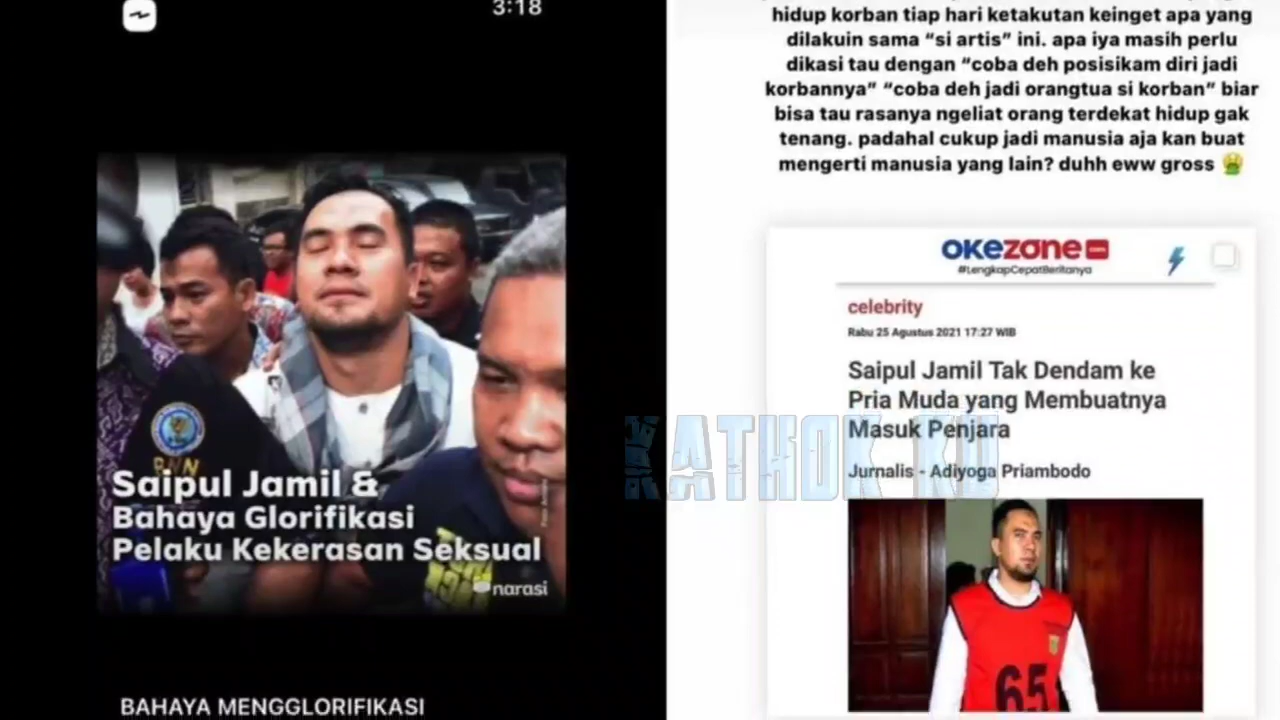 3:18
BNN
Saipul Jamil &
Bahaya Glorifikasi
Pelaku Kekerasan Seksual
narasi
BAHAYA MENGGLORIFIKASI
hidup korban tiap hari ketakutan keinget apa yang
dilakuin sama “si artis” ini. apa iya masih perlu
dikasi tau dengan “coba deh posisikam diri jadi
korbannya” “coba deh jadi orangtua si korban” biar
bisa tau rasanya ngeliat orang terdekat hidup gak
tenang. padahal cukup jadi manusia aja kan buat
mengerti manusia yang lain? duhh eww gross 🤮
okezone
#LengkapCepatBeritanya
celebrity
Rabu 25 Agustus 2021 17:27 WIB
Saipul Jamil Tak Dendam ke
Pria Muda yang Membuatnya
Masuk Penjara
Jurnalis - Adiyoga Priambodo
65
KATHOK KU